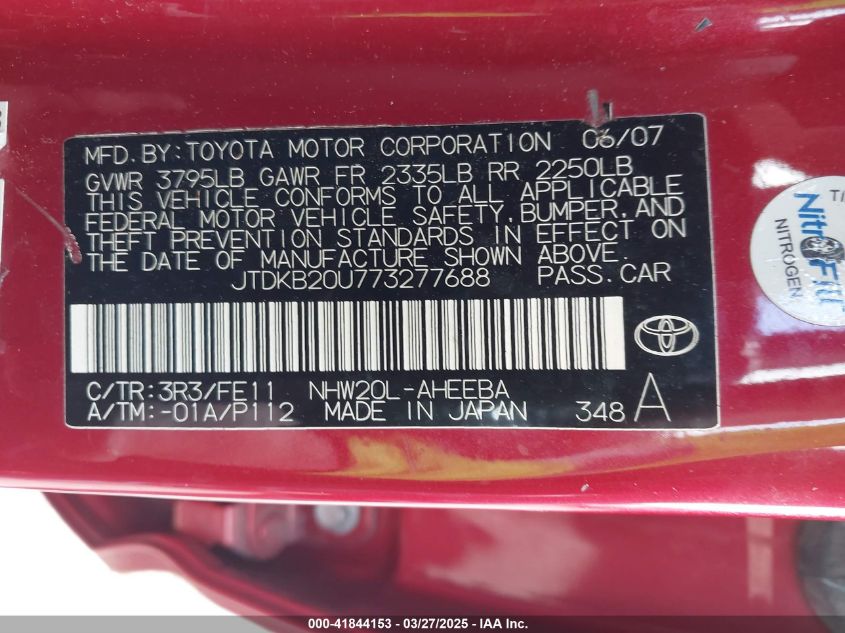 MFD. BY: TOYOTA MOTOR CORPORATION 06/07
GVWR 3795LB GAWR FR 2335LB RR 2250LB
THIS VEHICLE CONFORMS TO ALL APPLICABLE
FEDERAL MOTOR VEHICLE SAFETY, BUMPER, AND
THEFT PREVENTION STANDARDS IN EFFECT ON
THE DATE OF MANUFACTURE SHOWN ABOVE.
JTDKB20U773277688 PASS. CAR
C/TR: 3R3/FE11 NHW20L-AHEEBA
A/TM: -01A/P112 MADE IN JAPAN 348 A
NitroFill
NITROGEN
000-41844153 - 03/27/2025 - IAA Inc.